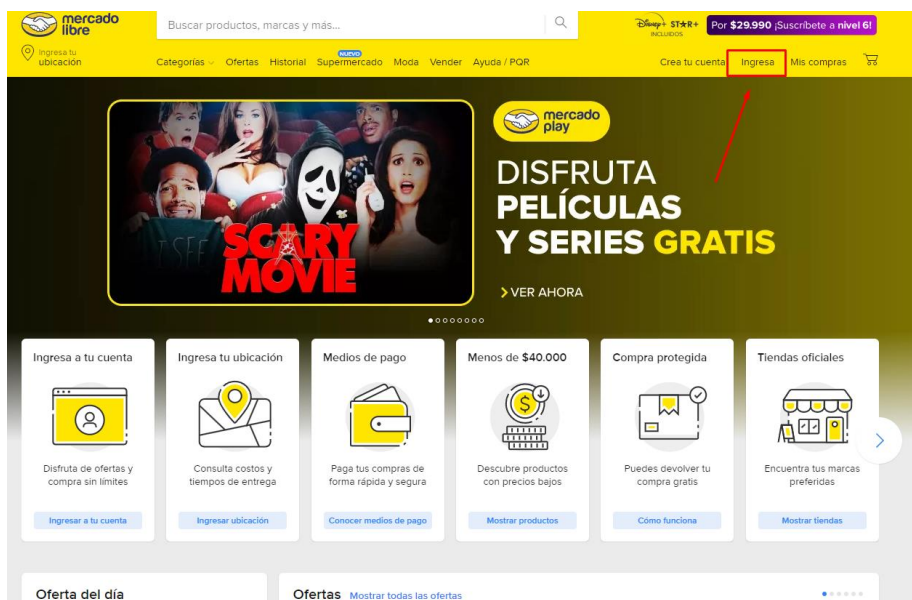 mercado
libre
Buscar productos, marcas y más...
Disney+ ST★R+
INCLUIDOS
Por $29.990 ¡Suscríbete a nivel 6!
Ingresa tu
ubicación
Categorías
Ofertas
Historial
NUEVO
Supermercado
Moda
Vender
Ayuda / PQR
Crea tu cuenta
Ingresa
Mis compras
I SEE
SCARY
MOVIE
mercado
play
DISFRUTA
PELÍCULAS
Y SERIES GRATIS
VER AHORA
Ingresa a tu cuenta
Disfruta de ofertas y
compra sin límites
Ingresar a tu cuenta
Ingresa tu ubicación
Consulta costos y
tiempos de entrega
Ingresar ubicación
Medios de pago
Paga tus compras de
forma rápida y segura
Conocer medios de pago
Menos de $40.000
$
Descubre productos
con precios bajos
Mostrar productos
Compra protegida
Puedes devolver tu
compra gratis
Cómo funciona
Tiendas oficiales
Encuentra tus marcas
preferidas
Mostrar tiendas
Oferta del día
Ofertas Mostrar todas las ofertas